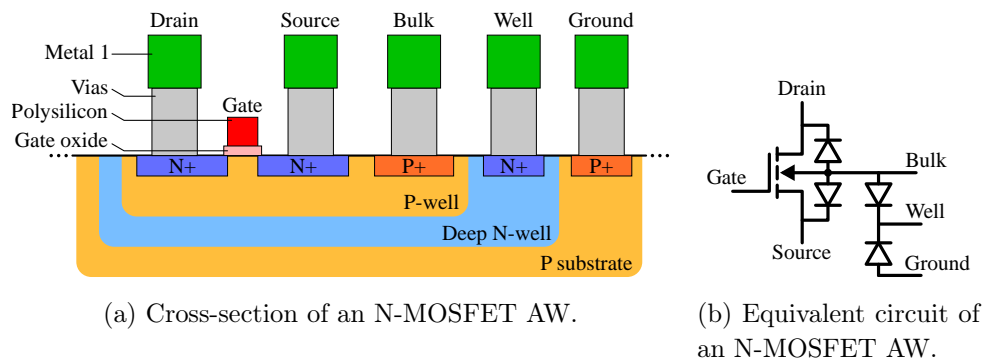 Drain Source Bulk Well Ground
Metal 1
Vias
Polysilicon
Gate
Gate oxide
N+ N+ P+ N+ P+
P-well
Deep N-well
P substrate
(a) Cross-section of an N-MOSFET AW.
Drain
Bulk
Gate
Well
Source
Ground
(b) Equivalent circuit of
an N-MOSFET AW.